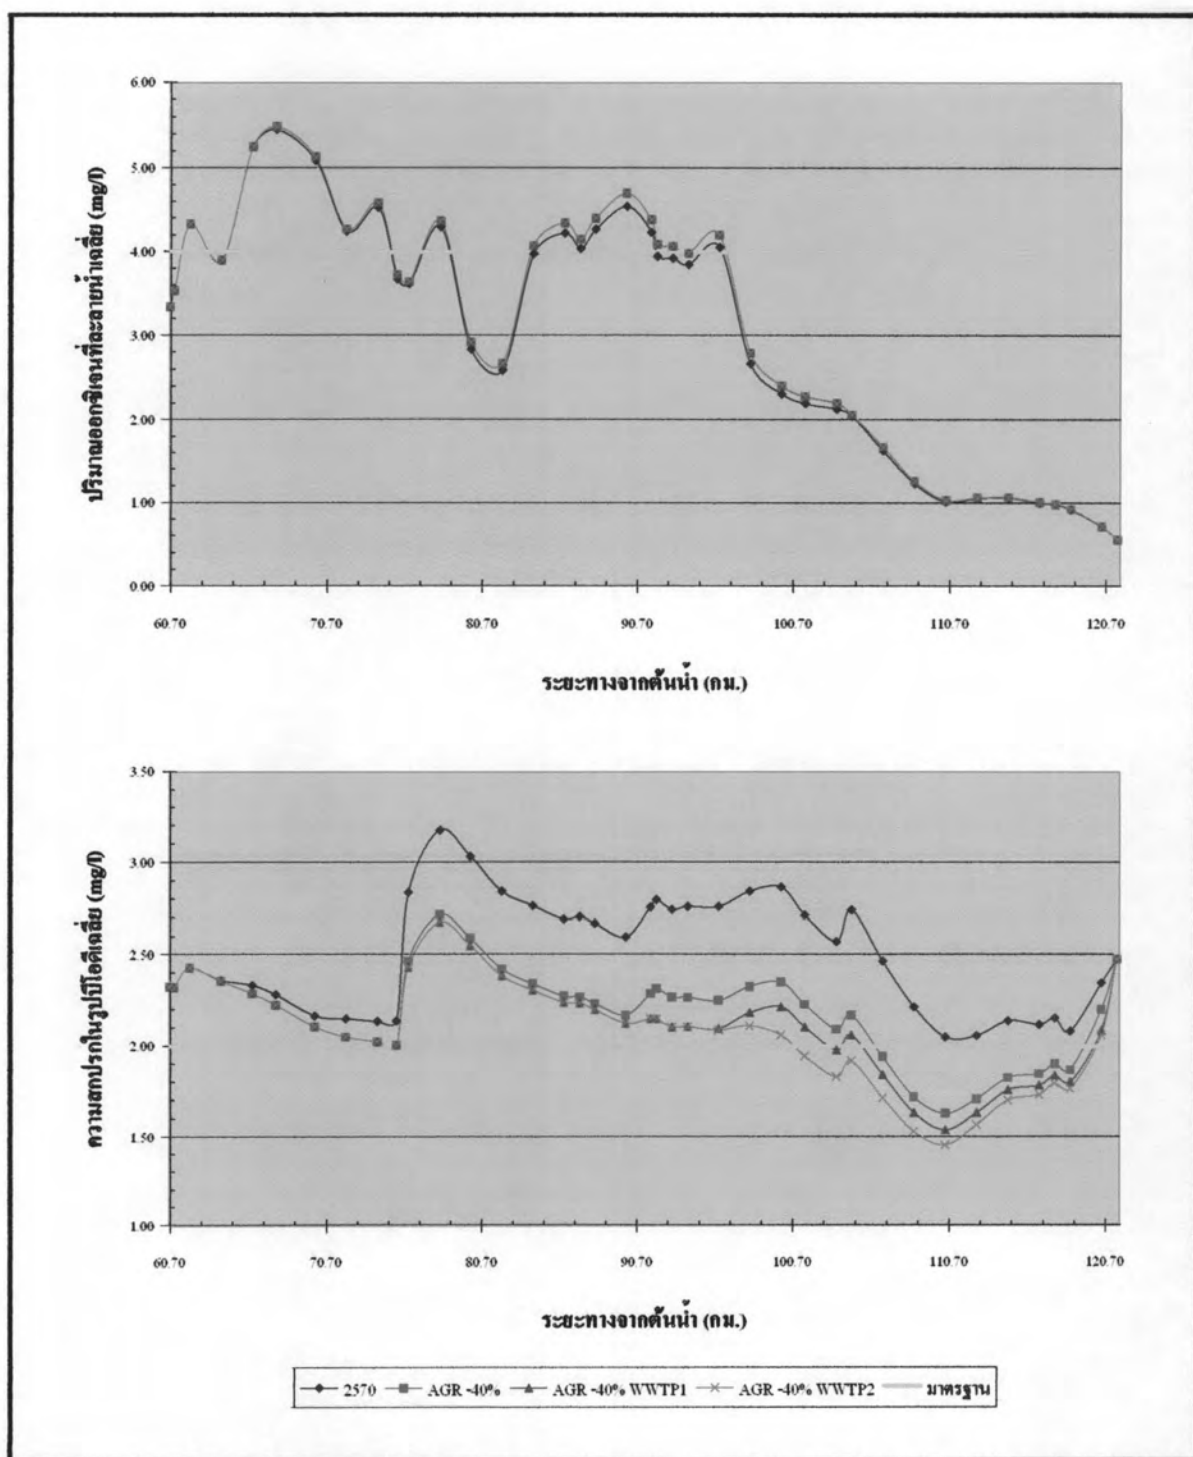 ปริมาณออกซิเจนที่ละลายน้ำเฉลี่ย (mg/l)
6.00
5.00
4.00
3.00
2.00
1.00
0.00
60.70 70.70 80.70 90.70 100.70 110.70 120.70
ระยะทางจากต้นน้ำ (กม.)
ความสกปรกในรูปบีโอดีเฉลี่ย (mg/l)
3.50
3.00
2.50
2.00
1.50
1.00
60.70 70.70 80.70 90.70 100.70 110.70 120.70
ระยะทางจากต้นน้ำ (กม.)
2570 AGR -40% AGR -40% WWTP1 AGR -40% WWTP2 มาตรฐาน